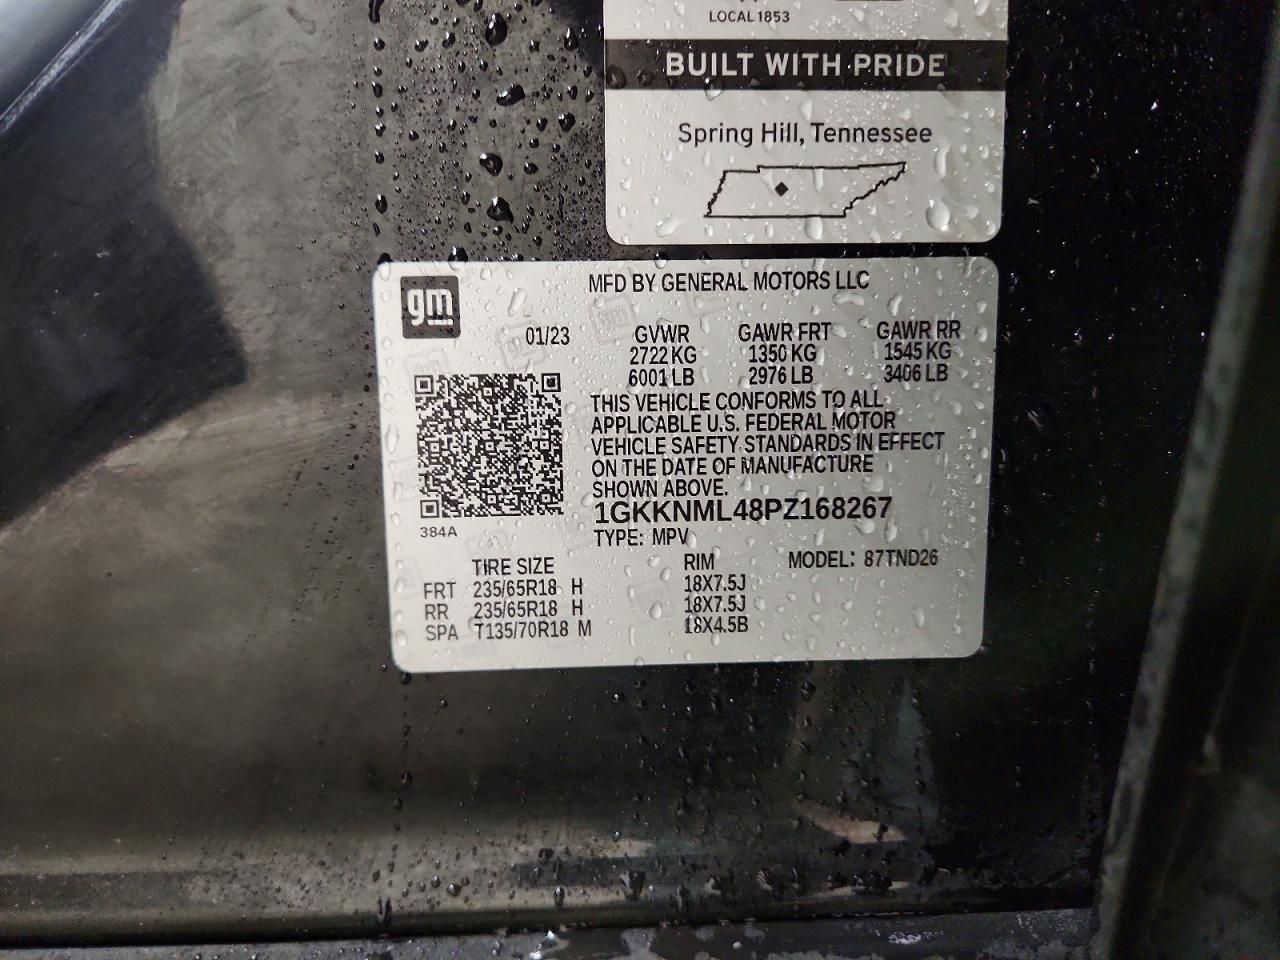 LOCAL 1853
BUILT WITH PRIDE
Spring Hill, Tennessee
gm
MFD BY GENERAL MOTORS LLC
01/23 GVWR GAWR FRT GAWR RR
2722 KG 1350 KG 1545 KG
6001 LB 2976 LB 3406 LB
THIS VEHICLE CONFORMS TO ALL
APPLICABLE U.S. FEDERAL MOTOR
VEHICLE SAFETY STANDARDS IN EFFECT
ON THE DATE OF MANUFACTURE
SHOWN ABOVE.
1GKKNML48PZ168267
384A
TYPE: MPV
TIRE SIZE RIM MODEL: 87TND26
FRT 235/65R18 H 18X7.5J
RR 235/65R18 H 18X7.5J
SPA T135/70R18 M 18X4.5B